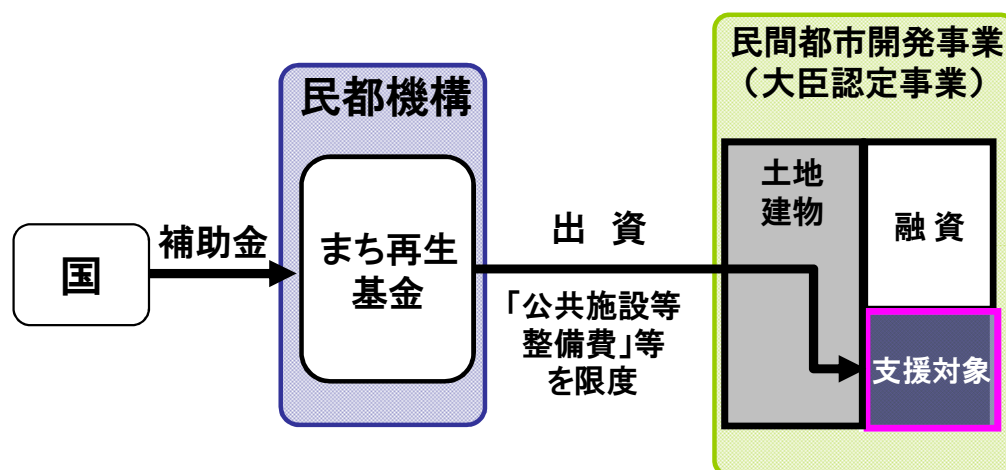 国
補助金
民都機構
まち再生
基金
出 資
「公共施設等
整備費」等
を限度
民間都市開発事業
（大臣認定事業）
土地
建物
融 資
支援対象